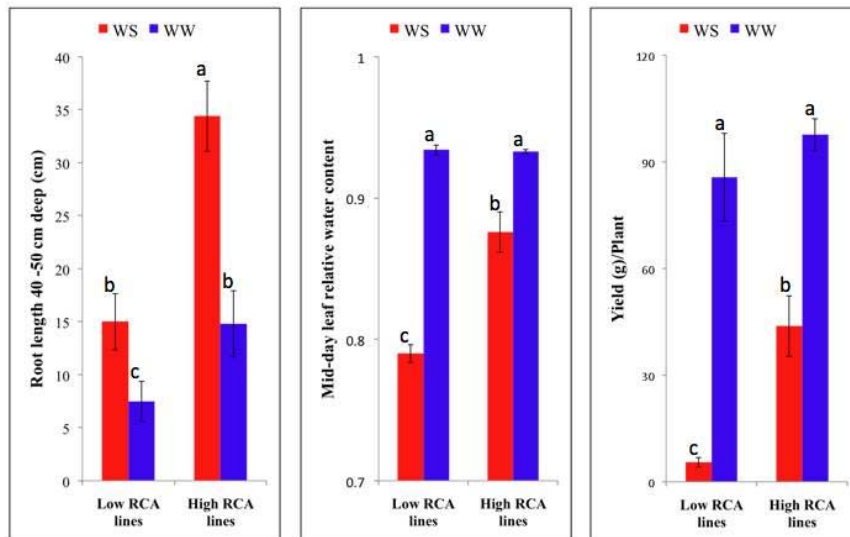 WS WW
Root length 40 -50 cm deep (cm)
40
35
30
25
20
15
10
5
0
b
c
a
b
Low RCA
lines
High RCA
lines
WS WW
Mid-day leaf relative water content
1
0.9
0.8
0.7
c
a
b
a
Low RCA
lines
High RCA
lines
WS WW
Yield (g)/Plant
120
90
60
30
0
c
a
b
a
Low RCA
lines
High RCA
lines